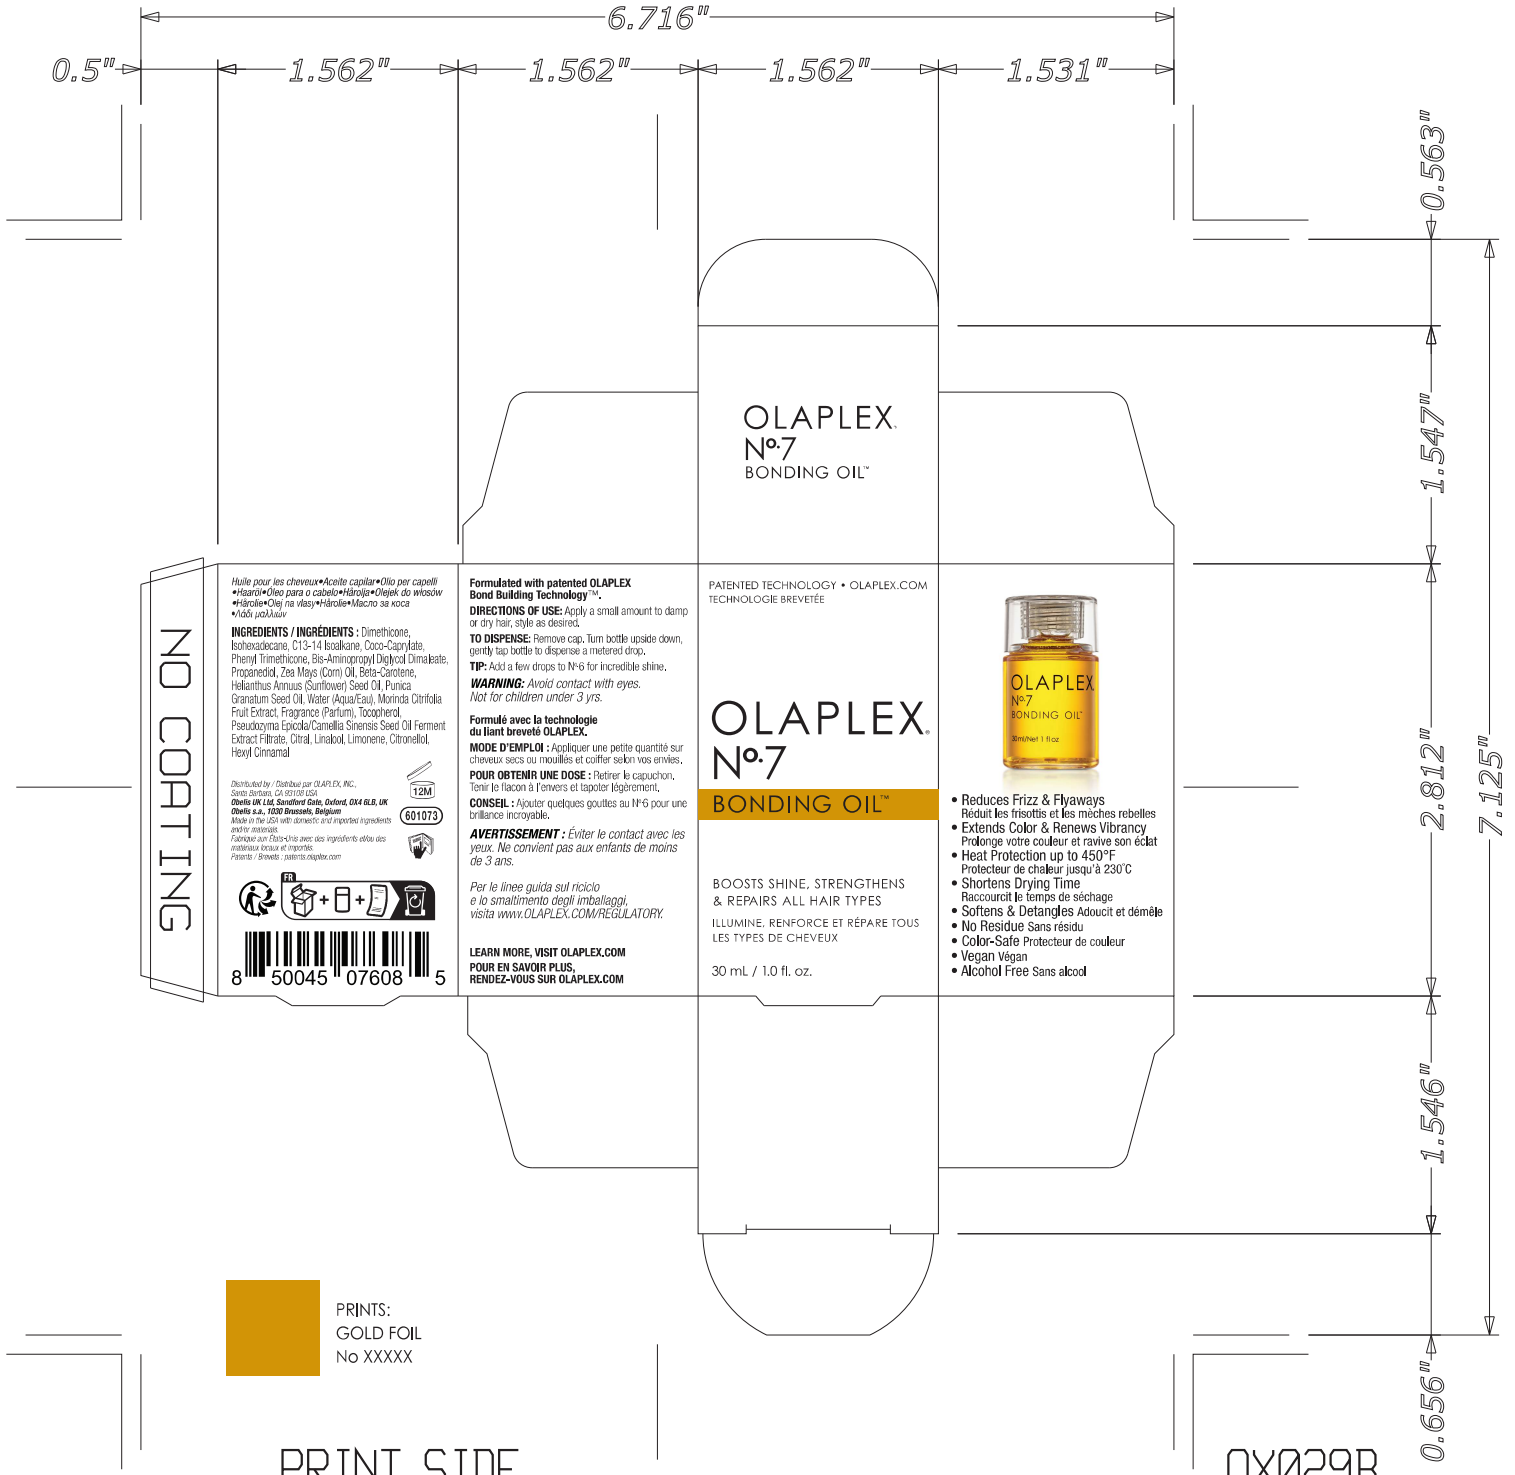 6.716"
0.5"
1.562"
1.562"
1.562"
1.531"
0.563"
1.547"
2.812"
7.125"
1.546"
0.656"
OLAPLEX®
Nº.7
BONDING OIL™
NO COATING
Huile pour les cheveux•Aceite capilar•Olio per capelli
•Haaröl•Óleo para o cabelo•Hårolja•Olejek do włosów
•Hårolie•Olej na vlasy•Hårolie•Масло за коса
•Λάδι μαλλιών
INGREDIENTS / INGRÉDIENTS : Dimethicone,
Isohexadecane, C13-14 Isoalkane, Coco-Caprylate,
Phenyl Trimethicone, Bis-Aminopropyl Diglycol Dimaleate,
Propanediol, Zea Mays (Corn) Oil, Beta-Carotene,
Helianthus Annuus (Sunflower) Seed Oil, Punica
Granatum Seed Oil, Water (Aqua/Eau), Morinda Citrifolia
Fruit Extract, Fragrance (Parfum), Tocopherol,
Pseudozyma Epicola/Camellia Sinensis Seed Oil Ferment
Extract Filtrate, Citral, Linalool, Limonene, Citronellol,
Hexyl Cinnamal
Distributed by / Distribué par OLAPLEX, INC.,
Santa Barbara, CA 93108 USA
Obelis UK Ltd, Sandford Gate, Oxford, OX4 6LB, UK
Obelis s.a., 1030 Brussels, Belgium
Made in the USA with domestic and imported ingredients
and/or materials.
Fabriqué aux États-Unis avec des ingrédients et/ou des
matériaux locaux et importés.
Patents / Brevets : patents.olaplex.com
12M
601073
FR
8 50045 07608 5
Formulated with patented OLAPLEX
Bond Building Technology™.
DIRECTIONS OF USE: Apply a small amount to damp
or dry hair, style as desired.
TO DISPENSE: Remove cap. Turn bottle upside down,
gently tap bottle to dispense a metered drop.
TIP: Add a few drops to Nº.6 for incredible shine.
WARNING: Avoid contact with eyes.
Not for children under 3 yrs.
Formulé avec la technologie
du liant breveté OLAPLEX.
MODE D'EMPLOI : Appliquer une petite quantité sur
cheveux secs ou mouillés et coiffer selon vos envies.
POUR OBTENIR UNE DOSE : Retirer le capuchon.
Tenir le flacon à l'envers et tapoter légèrement.
CONSEIL : Ajouter quelques gouttes au Nº.6 pour une
brillance incroyable.
AVERTISSEMENT : Éviter le contact avec les
yeux. Ne convient pas aux enfants de moins
de 3 ans.
Per le linee guida sul riciclo
e lo smaltimento degli imballaggi,
visita www.OLAPLEX.COM/REGULATORY.
LEARN MORE, VISIT OLAPLEX.COM
POUR EN SAVOIR PLUS,
RENDEZ-VOUS SUR OLAPLEX.COM
PATENTED TECHNOLOGY • OLAPLEX.COM
TECHNOLOGIE BREVETÉE
OLAPLEX®
Nº.7
BONDING OIL™
BOOSTS SHINE, STRENGTHENS
& REPAIRS ALL HAIR TYPES
ILLUMINE, RENFORCE ET RÉPARE TOUS
LES TYPES DE CHEVEUX
30 mL / 1.0 fl. oz.
OLAPLEX
Nº.7
BONDING OIL™
30ml/Net 1 fl oz
• Reduces Frizz & Flyaways
Réduit les frisottis et les mèches rebelles
• Extends Color & Renews Vibrancy
Prolonge votre couleur et ravive son éclat
• Heat Protection up to 450°F
Protecteur de chaleur jusqu'à 230°C
• Shortens Drying Time
Raccourcit le temps de séchage
• Softens & Detangles Adoucit et démêle
• No Residue Sans résidu
• Color-Safe Protecteur de couleur
• Vegan Végan
• Alcohol Free Sans alcool
PRINTS:
GOLD FOIL
No XXXXX
PRINT SIDE
OX029B